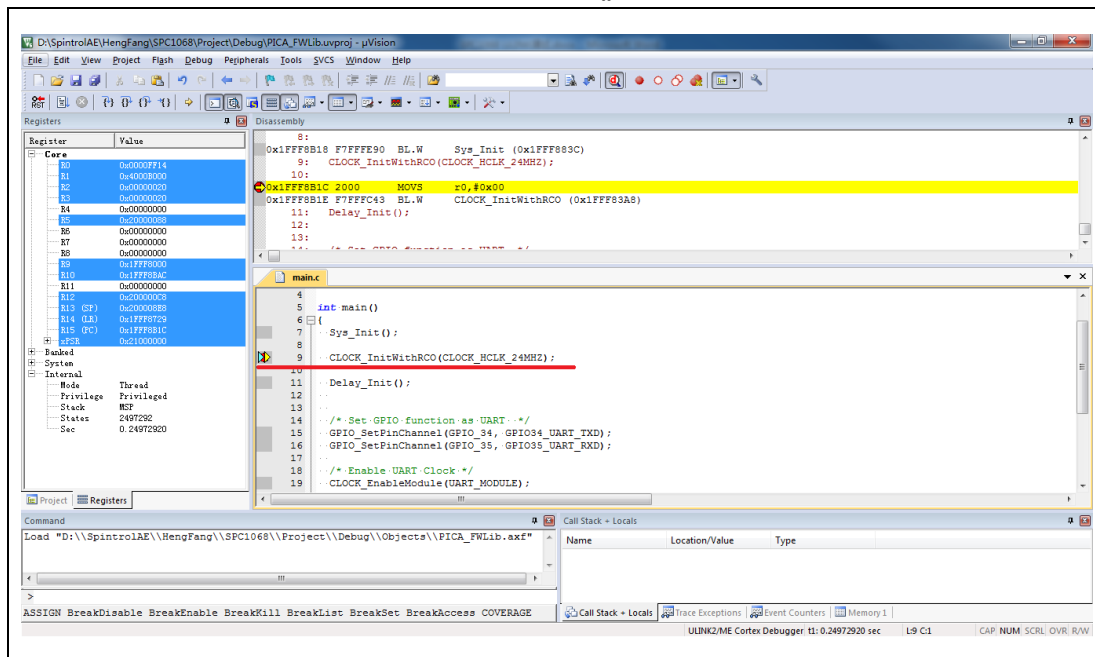 D:\SpintrolAE\HengFang\SPC1068\Project\Debug\PICA_FWLib.uvproj - µVision
File Edit View Project Flash Debug Peripherals Tools SVCS Window Help
Registers
Register Value
Core
R0 0x0000FF14
R1 0x4000B000
R2 0x00000020
R3 0x00000020
R4 0x00000000
R5 0x20000088
R6 0x00000000
R7 0x00000000
R8 0x00000000
R9 0x1FFF8000
R10 0x1FFF8BAC
R11 0x00000000
R12 0x200000C8
R13 (SP) 0x200008E8
R14 (LR) 0x1FFF8729
R15 (PC) 0x1FFF8B1C
xPSR 0x21000000
Banked
System
Internal
Mode Thread
Privilege Privileged
Stack MSP
States 2497292
Sec 0.24972920
Project Registers
Disassembly
8:
0x1FFF8B18 F7FFFE90 BL.W Sys_Init (0x1FFF883C)
9: CLOCK_InitWithRCO(CLOCK_HCLK_24MHZ);
10:
0x1FFF8B1C 2000 MOVS r0,#0x00
0x1FFF8B1E F7FFFC43 BL.W CLOCK_InitWithRCO (0x1FFF83A8)
11: Delay_Init();
12:
13:
14: /* Set GPIO function as UART */
main.c
4
5 int main()
6 {
7 Sys_Init();
8
9 CLOCK_InitWithRCO(CLOCK_HCLK_24MHZ);
10
11 Delay_Init();
12
13
14 /* Set GPIO function as UART */
15 GPIO_SetPinChannel(GPIO_34, GPIO34_UART_TXD);
16 GPIO_SetPinChannel(GPIO_35, GPIO35_UART_RXD);
17
18 /* Enable UART Clock */
19 CLOCK_EnableModule(UART_MODULE);
Command
Load "D:\\SpintrolAE\\HengFang\\SPC1068\\Project\\Debug\\Objects\\PICA_FWLib.axf"
>
ASSIGN BreakDisable BreakEnable BreakKill BreakList BreakSet BreakAccess COVERAGE
Call Stack + Locals
Name Location/Value Type
Call Stack + Locals Trace Exceptions Event Counters Memory 1
ULINK2/ME Cortex Debugger t1: 0.24972920 sec L:9 C:1 CAP NUM SCRL OVR R/W